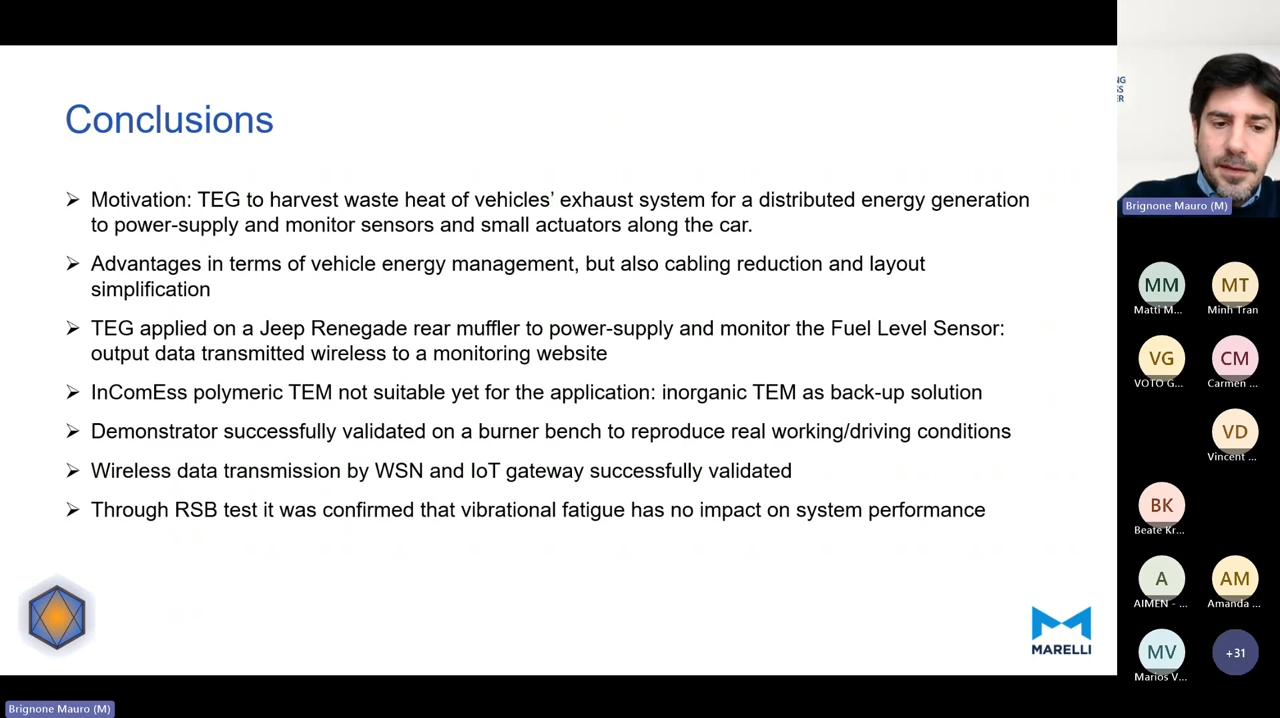 Conclusions
➢ Motivation: TEG to harvest waste heat of vehicles’ exhaust system for a distributed energy generation
to power-supply and monitor sensors and small actuators along the car.
➢ Advantages in terms of vehicle energy management, but also cabling reduction and layout
simplification
➢ TEG applied on a Jeep Renegade rear muffler to power-supply and monitor the Fuel Level Sensor:
output data transmitted wireless to a monitoring website
➢ InComEss polymeric TEM not suitable yet for the application: inorganic TEM as back-up solution
➢ Demonstrator successfully validated on a burner bench to reproduce real working/driving conditions
➢ Wireless data transmission by WSN and IoT gateway successfully validated
➢ Through RSB test it was confirmed that vibrational fatigue has no impact on system performance
MARELLI
Brignone Mauro (M)
NG
SS
ER
Brignone Mauro (M)
MM
Matti M...
MT
Minh Tran
VG
VOTO G...
CM
Carmen ...
VD
Vincent ...
BK
Beate Kr...
A
AIMEN - ...
AM
Amanda ...
MV
Marios V...
+31